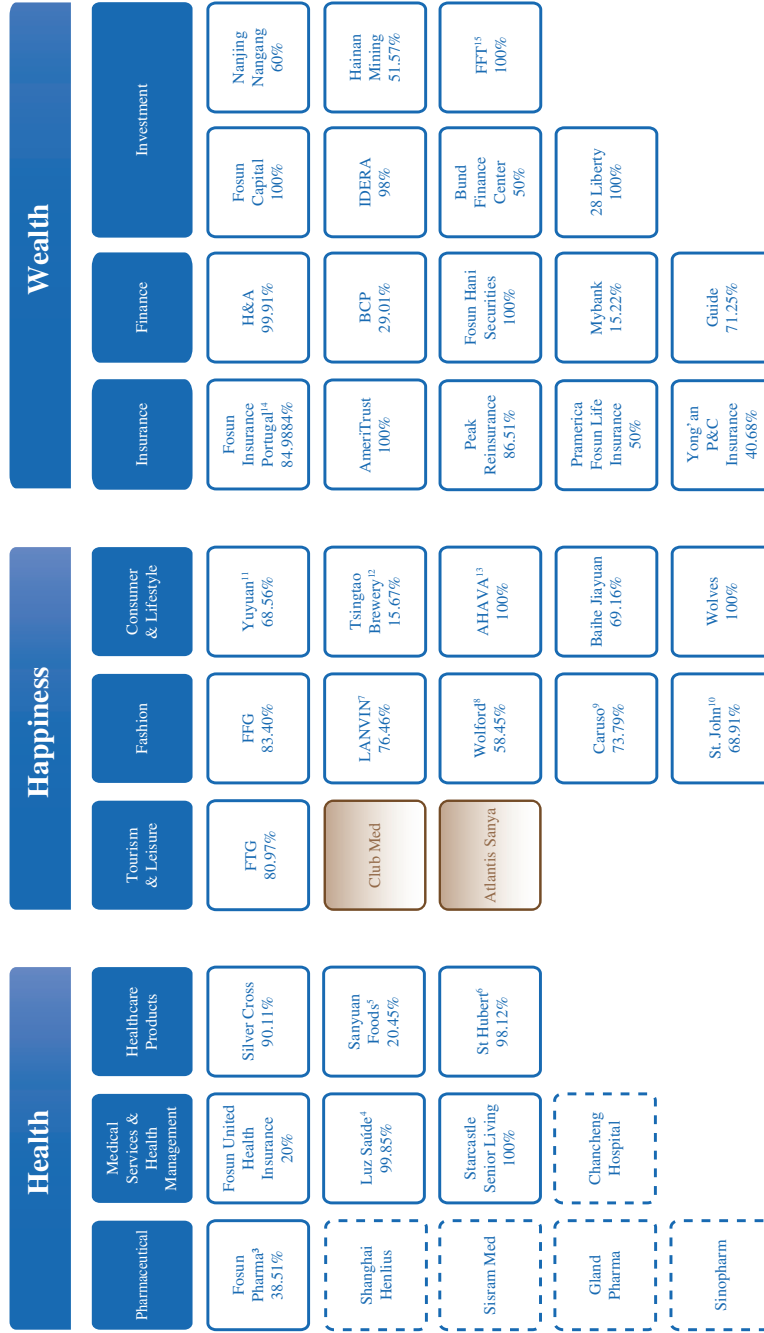 Health
Pharmaceutical
Fosun
Pharma³
38.51%
Shanghai
Henlius
Sisram Med
Gland
Pharma
Sinopharm
Medical
Services &
Health
Management
Fosun United
Health
Insurance
20%
Luz Saúde⁴
99.85%
Starcastle
Senior Living
100%
Chancheng
Hospital
Healthcare
Products
Silver Cross
90.11%
Sanyuan
Foods⁵
20.45%
St Hubert⁶
98.12%
Happiness
Tourism
& Leisure
FTG
80.97%
Club Med
Atlantis Sanya
Fashion
FFG
83.40%
LANVIN⁷
76.46%
Wolford⁸
58.45%
Caruso⁹
73.79%
St. John¹⁰
68.91%
Consumer
& Lifestyle
Yuyuan¹¹
68.56%
Tsingtao
Brewery¹²
15.67%
AHAVA¹³
100%
Baihe Jiayuan
69.16%
Wolves
100%
Wealth
Insurance
Fosun
Insurance
Portugal¹⁴
84.9884%
AmeriTrust
100%
Peak
Reinsurance
86.51%
Pramerica
Fosun Life
Insurance
50%
Yong’an
P&C
Insurance
40.68%
Finance
H&A
99.91%
BCP
29.01%
Fosun Hani
Securities
100%
Mybank
15.22%
Guide
71.25%
Investment
Fosun
Capital
100%
IDERA
98%
Bund
Finance
Center
50%
28 Liberty
100%
Nanjing
Nangang
60%
Hainan
Mining
51.57%
FFT¹⁵
100%